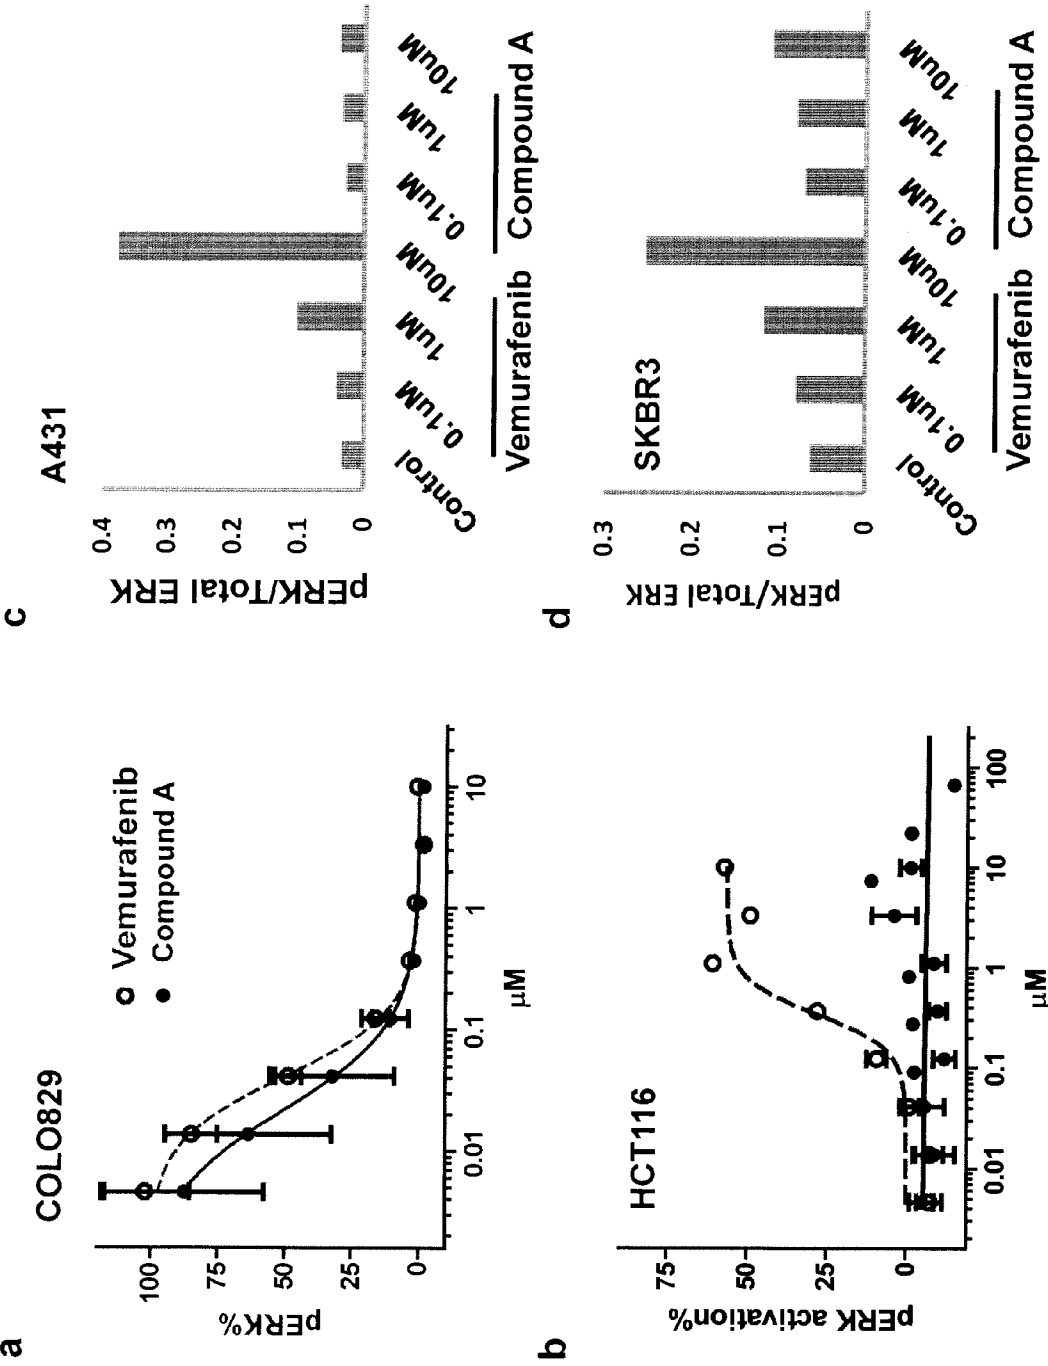 a
COLO829
Vemurafenib
Compound A
pERK%
100
75
50
25
0
0.01
0.1
1
10
µM
b
HCT116
pERK activation%
75
50
25
0
0.01
0.1
1
10
100
µM
c
A431
pERK/Total ERK
0.4
0.3
0.2
0.1
0
Control
0.1uM
1uM
10uM
0.1uM
1uM
10uM
Vemurafenib
Compound A
d
SKBR3
pERK/Total ERK
0.3
0.2
0.1
0
Control
0.1uM
1uM
10uM
0.1uM
1uM
10uM
Vemurafenib
Compound A